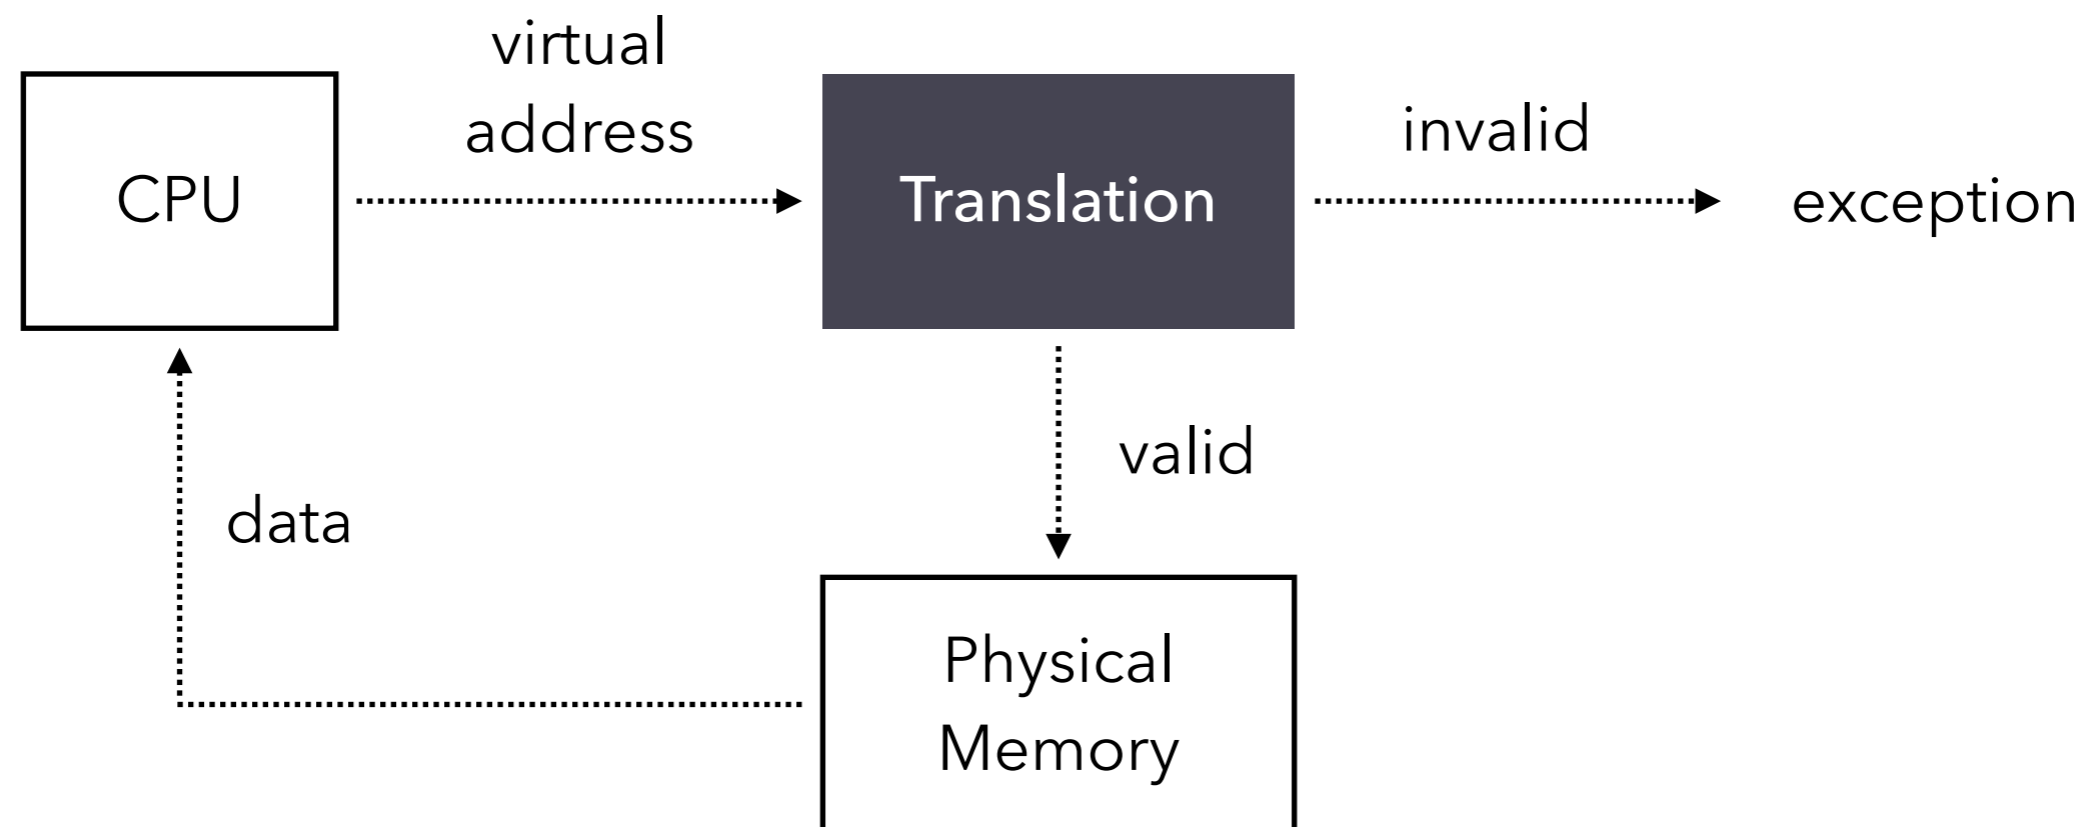 virtual
address
CPU
Translation
invalid
exception
valid
data
Physical
Memory